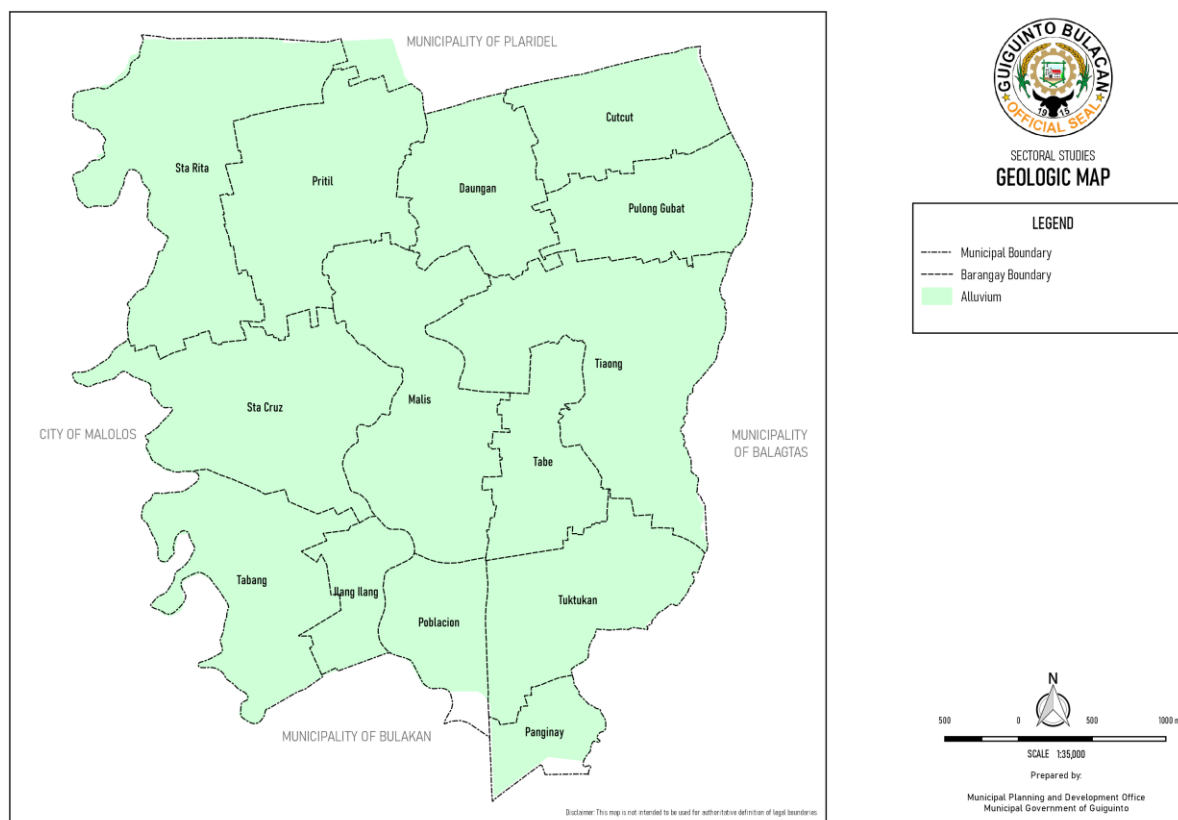 MUNICIPALITY OF PLARIDEL
Cutcut
Sta Rita
Pritil
Daungan
Pulong Gubat
Tiaong
Malis
Sta Cruz
CITY OF MALOLOS
MUNICIPALITY
OF BALAGTAS
Tabe
Tabang
Ilang Ilang
Tuktukan
Poblacion
Panginay
MUNICIPALITY OF BULAKAN
Disclaimer: This map is not intended to be used for authoritative definition of legal boundaries
GUIGUINTO BULACAN
1915
OFFICIAL SEAL
SECTORAL STUDIES
GEOLOGIC MAP
LEGEND
Municipal Boundary
Barangay Boundary
Alluvium
N
500 0 500 1000 m
SCALE 1:35,000
Prepared by:
Municipal Planning and Development Office
Municipal Government of Guiguinto